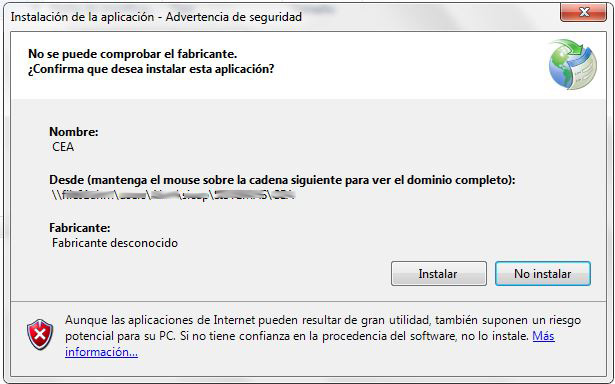 Instalación de la aplicación - Advertencia de seguridad
No se puede comprobar el fabricante.
¿Confirma que desea instalar esta aplicación?
Nombre:
CEA
Desde (mantenga el mouse sobre la cadena siguiente para ver el dominio completo):
\CEA
Fabricante:
Fabricante desconocido
Instalar
No instalar
Aunque las aplicaciones de Internet pueden resultar de gran utilidad, también suponen un riesgo
potencial para su PC. Si no tiene confianza en la procedencia del software, no lo instale. Más
información...